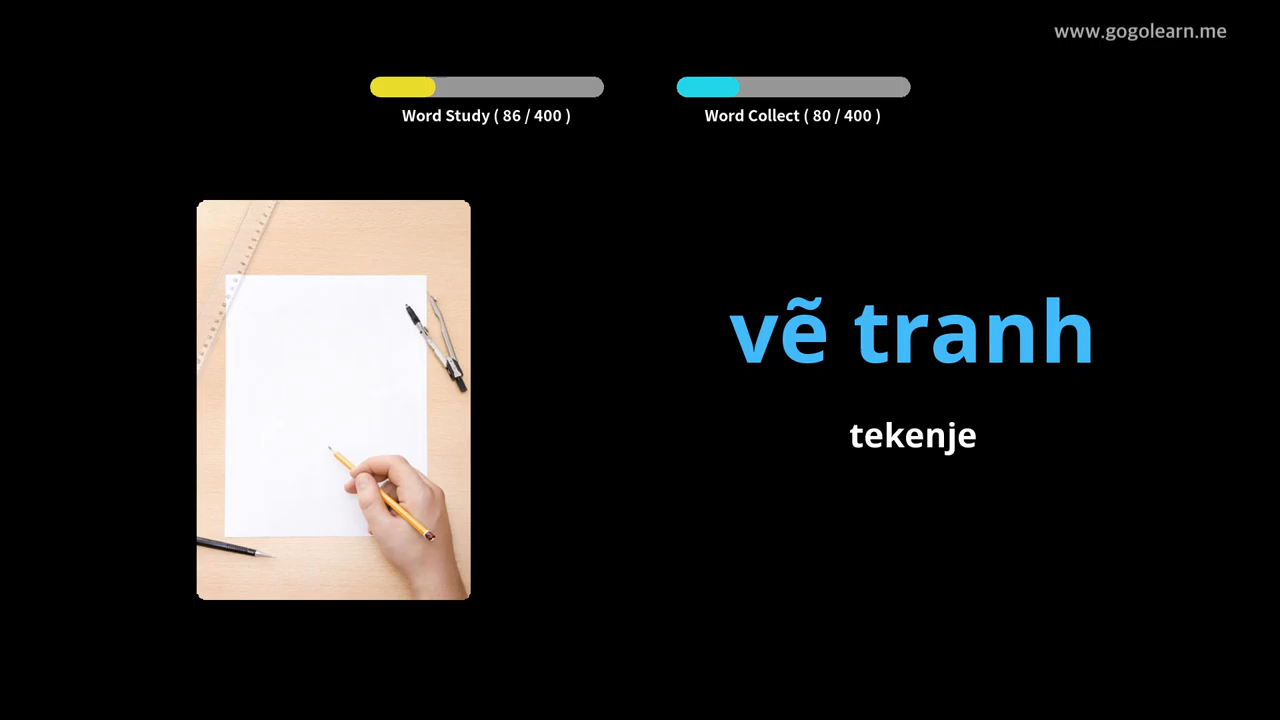 www.gogolearn.me
Word Study ( 86 / 400 )
Word Collect ( 80 / 400 )
vẽ tranh
tekenje